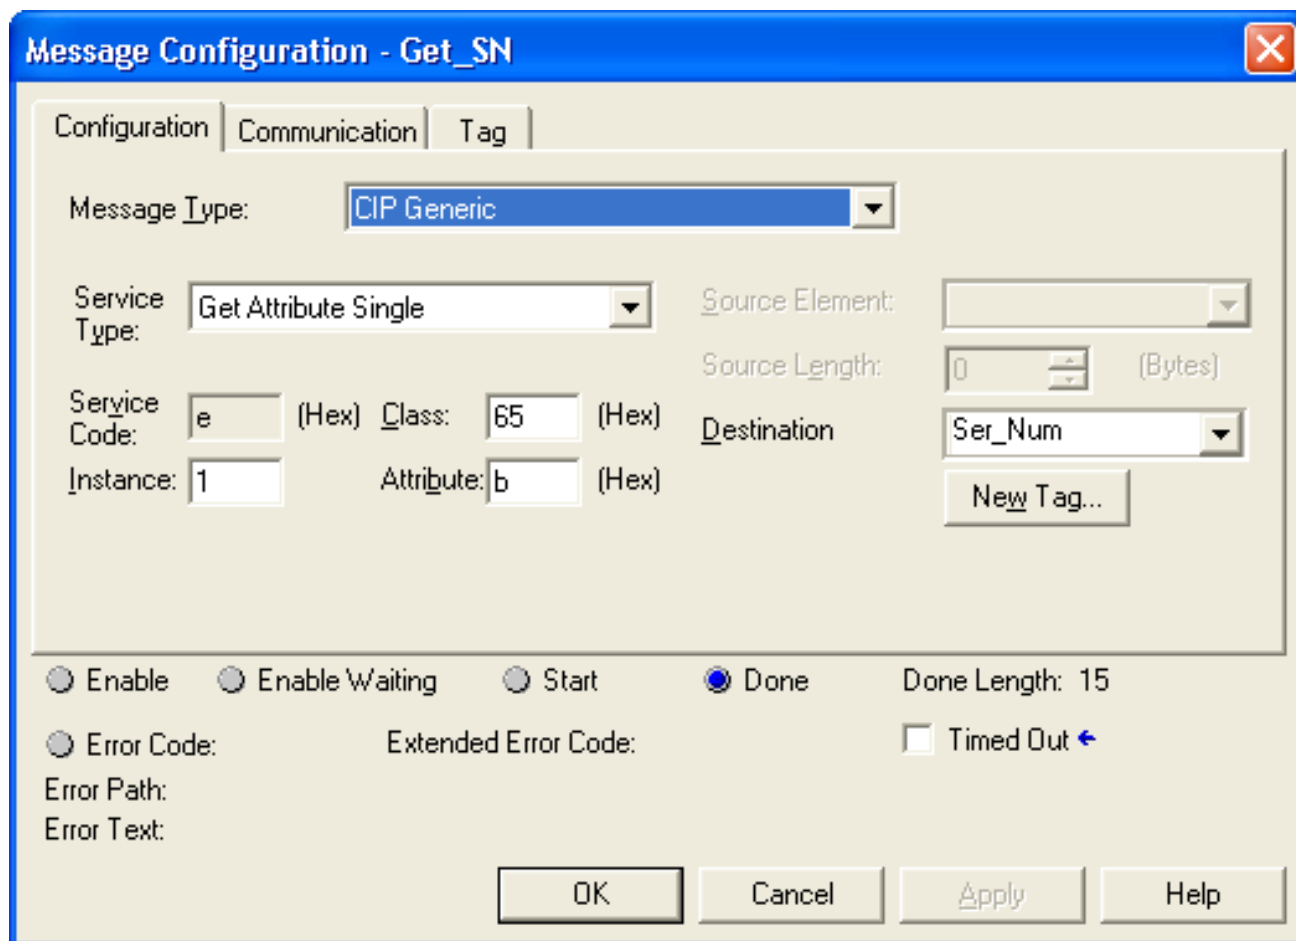 Message Configuration - Get_SN
Configuration Communication Tag
Message Type: CIP Generic
Service Type: Get Attribute Single
Source Element:
Source Length: 0 (Bytes)
Service Code: e (Hex) Class: 65 (Hex)
Destination Ser_Num
Instance: 1 Attribute: b (Hex)
New Tag...
Enable Enable Waiting Start Done Done Length: 15
Error Code: Extended Error Code: Timed Out
Error Path:
Error Text:
OK Cancel Apply Help